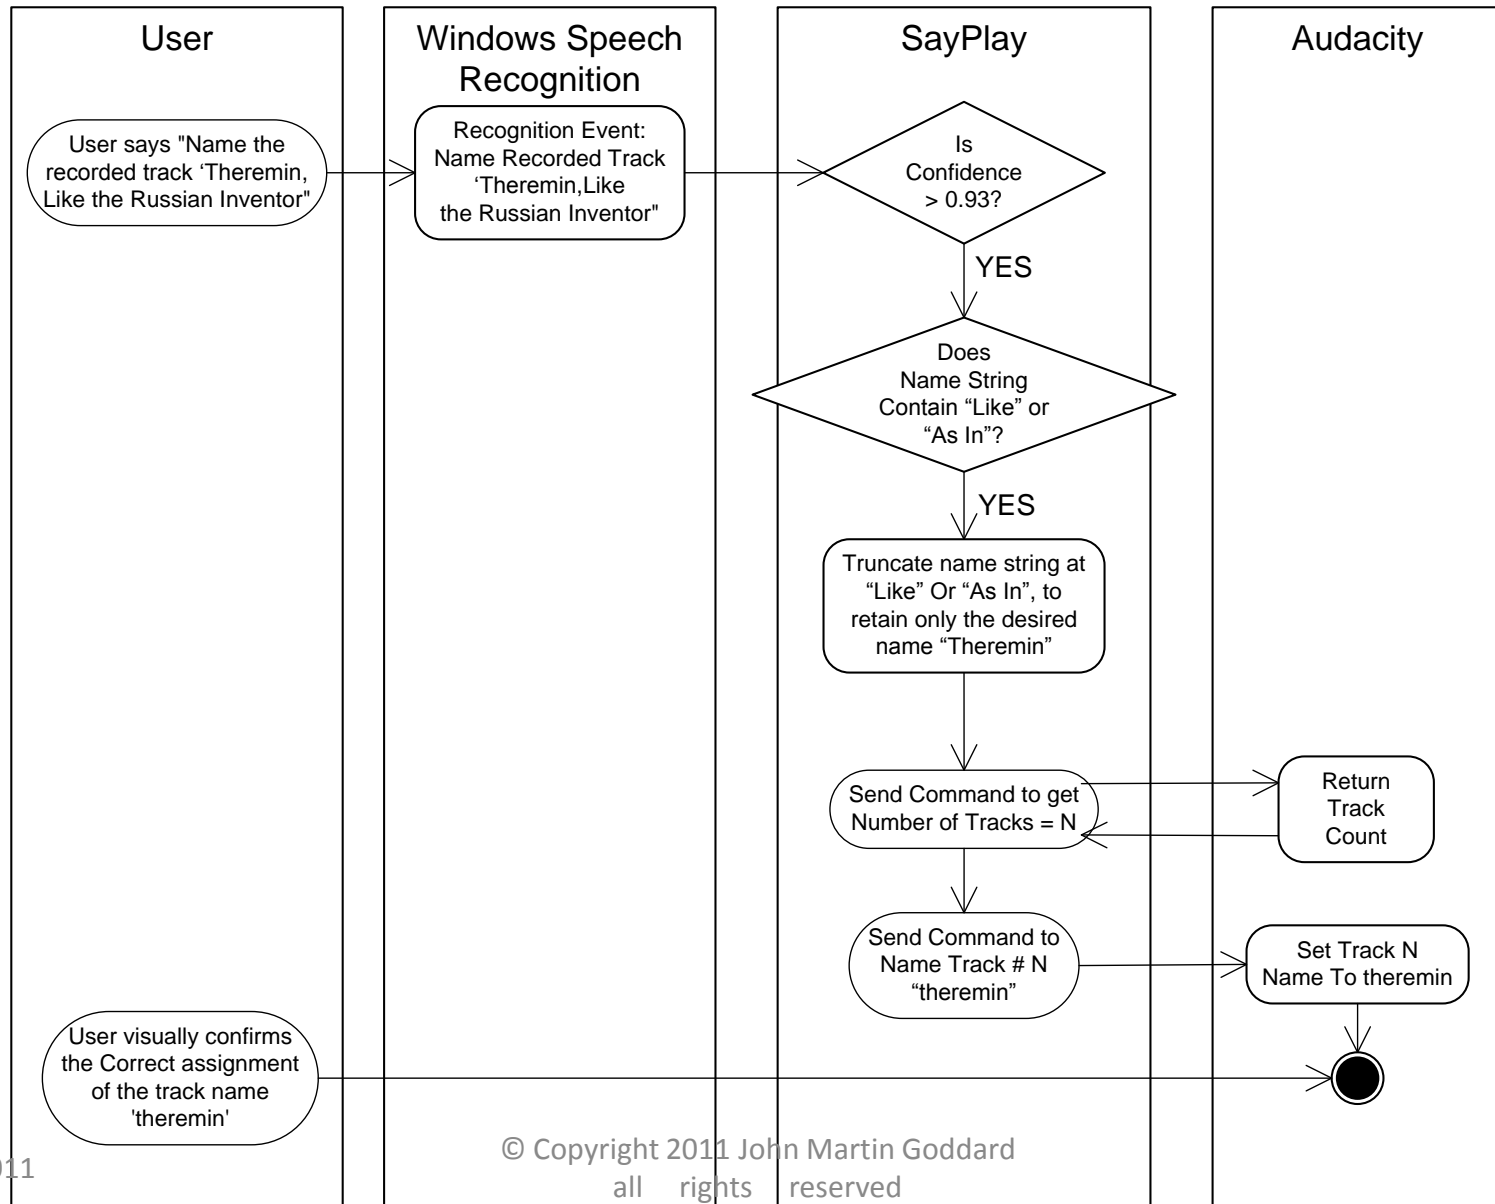 User
Windows Speech
Recognition
SayPlay
Audacity
User says "Name the
recorded track ‘Theremin,
Like the Russian Inventor"
Recognition Event:
Name Recorded Track
‘Theremin,Like
the Russian Inventor"
Is
Confidence
> 0.93?
YES
Does
Name String
Contain “Like” or
“As In”?
YES
Truncate name string at
“Like” Or “As In”, to
retain only the desired
name “Theremin”
Send Command to get
Number of Tracks = N
Return
Track
Count
Send Command to
Name Track # N
“theremin”
Set Track N
Name To theremin
User visually confirms
the Correct assignment
of the track name
'theremin'
© Copyright 2011 John Martin Goddard
all rights reserved